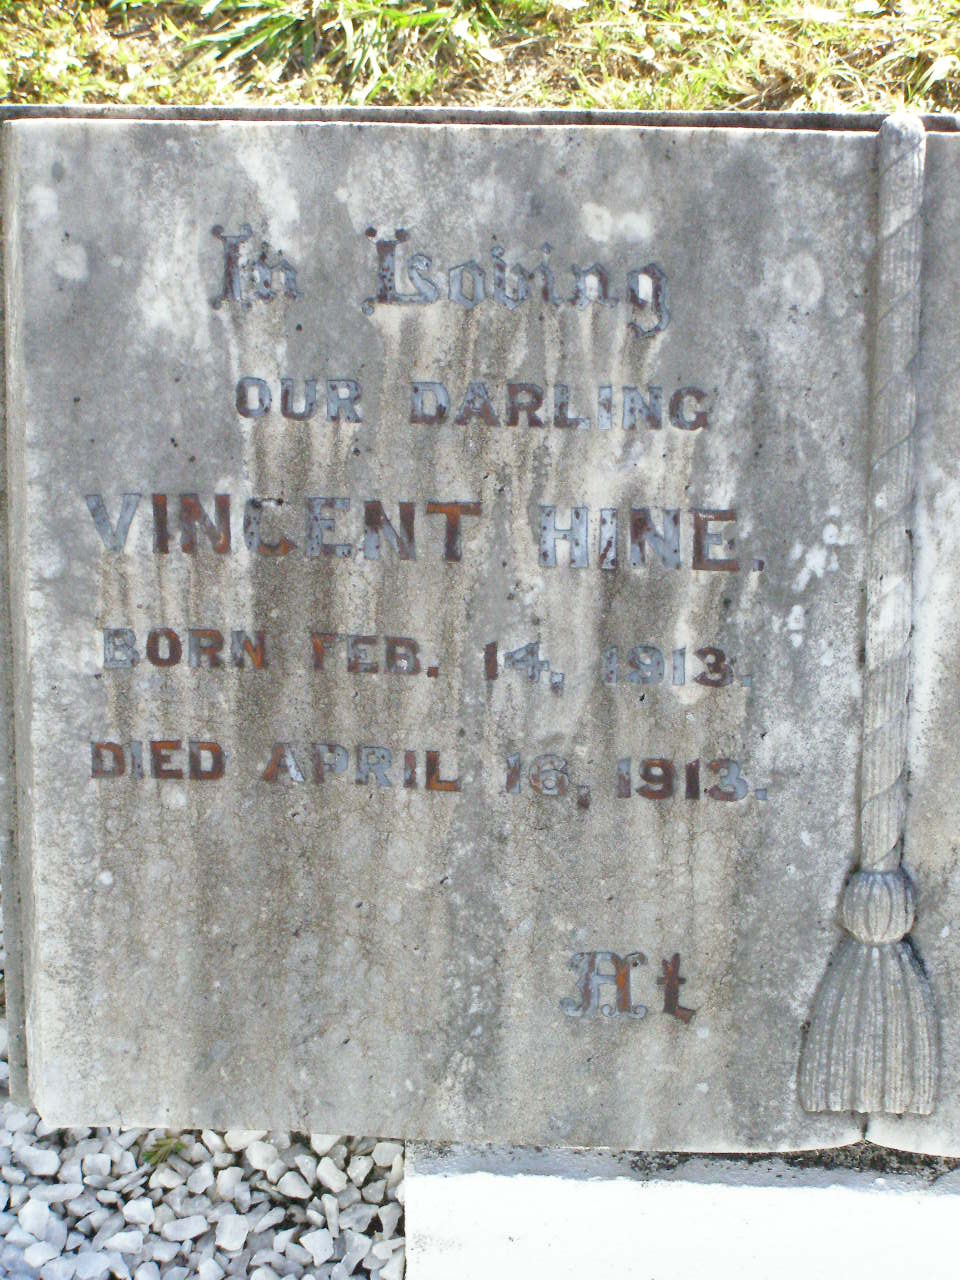 In Loving
OUR DARLING
VINCENT HINE.
BORN FEB. 14, 1913.
DIED APRIL 16, 1913.
At